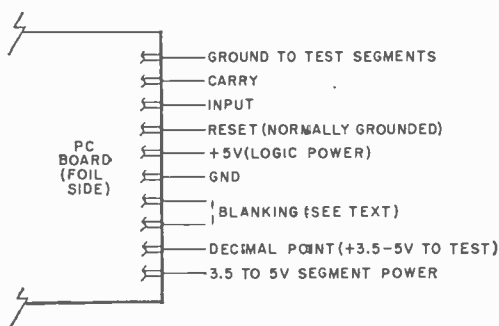 GROUND TO TEST SEGMENTS
CARRY
INPUT
RESET (NORMALLY GROUNDED)
+5V(LOGIC POWER)
GND
BLANKING (SEE TEXT)
DECIMAL POINT (+3.5-5V TO TEST)
3.5 TO 5V SEGMENT POWER
PC
BOARD
(FOIL
SIDE)